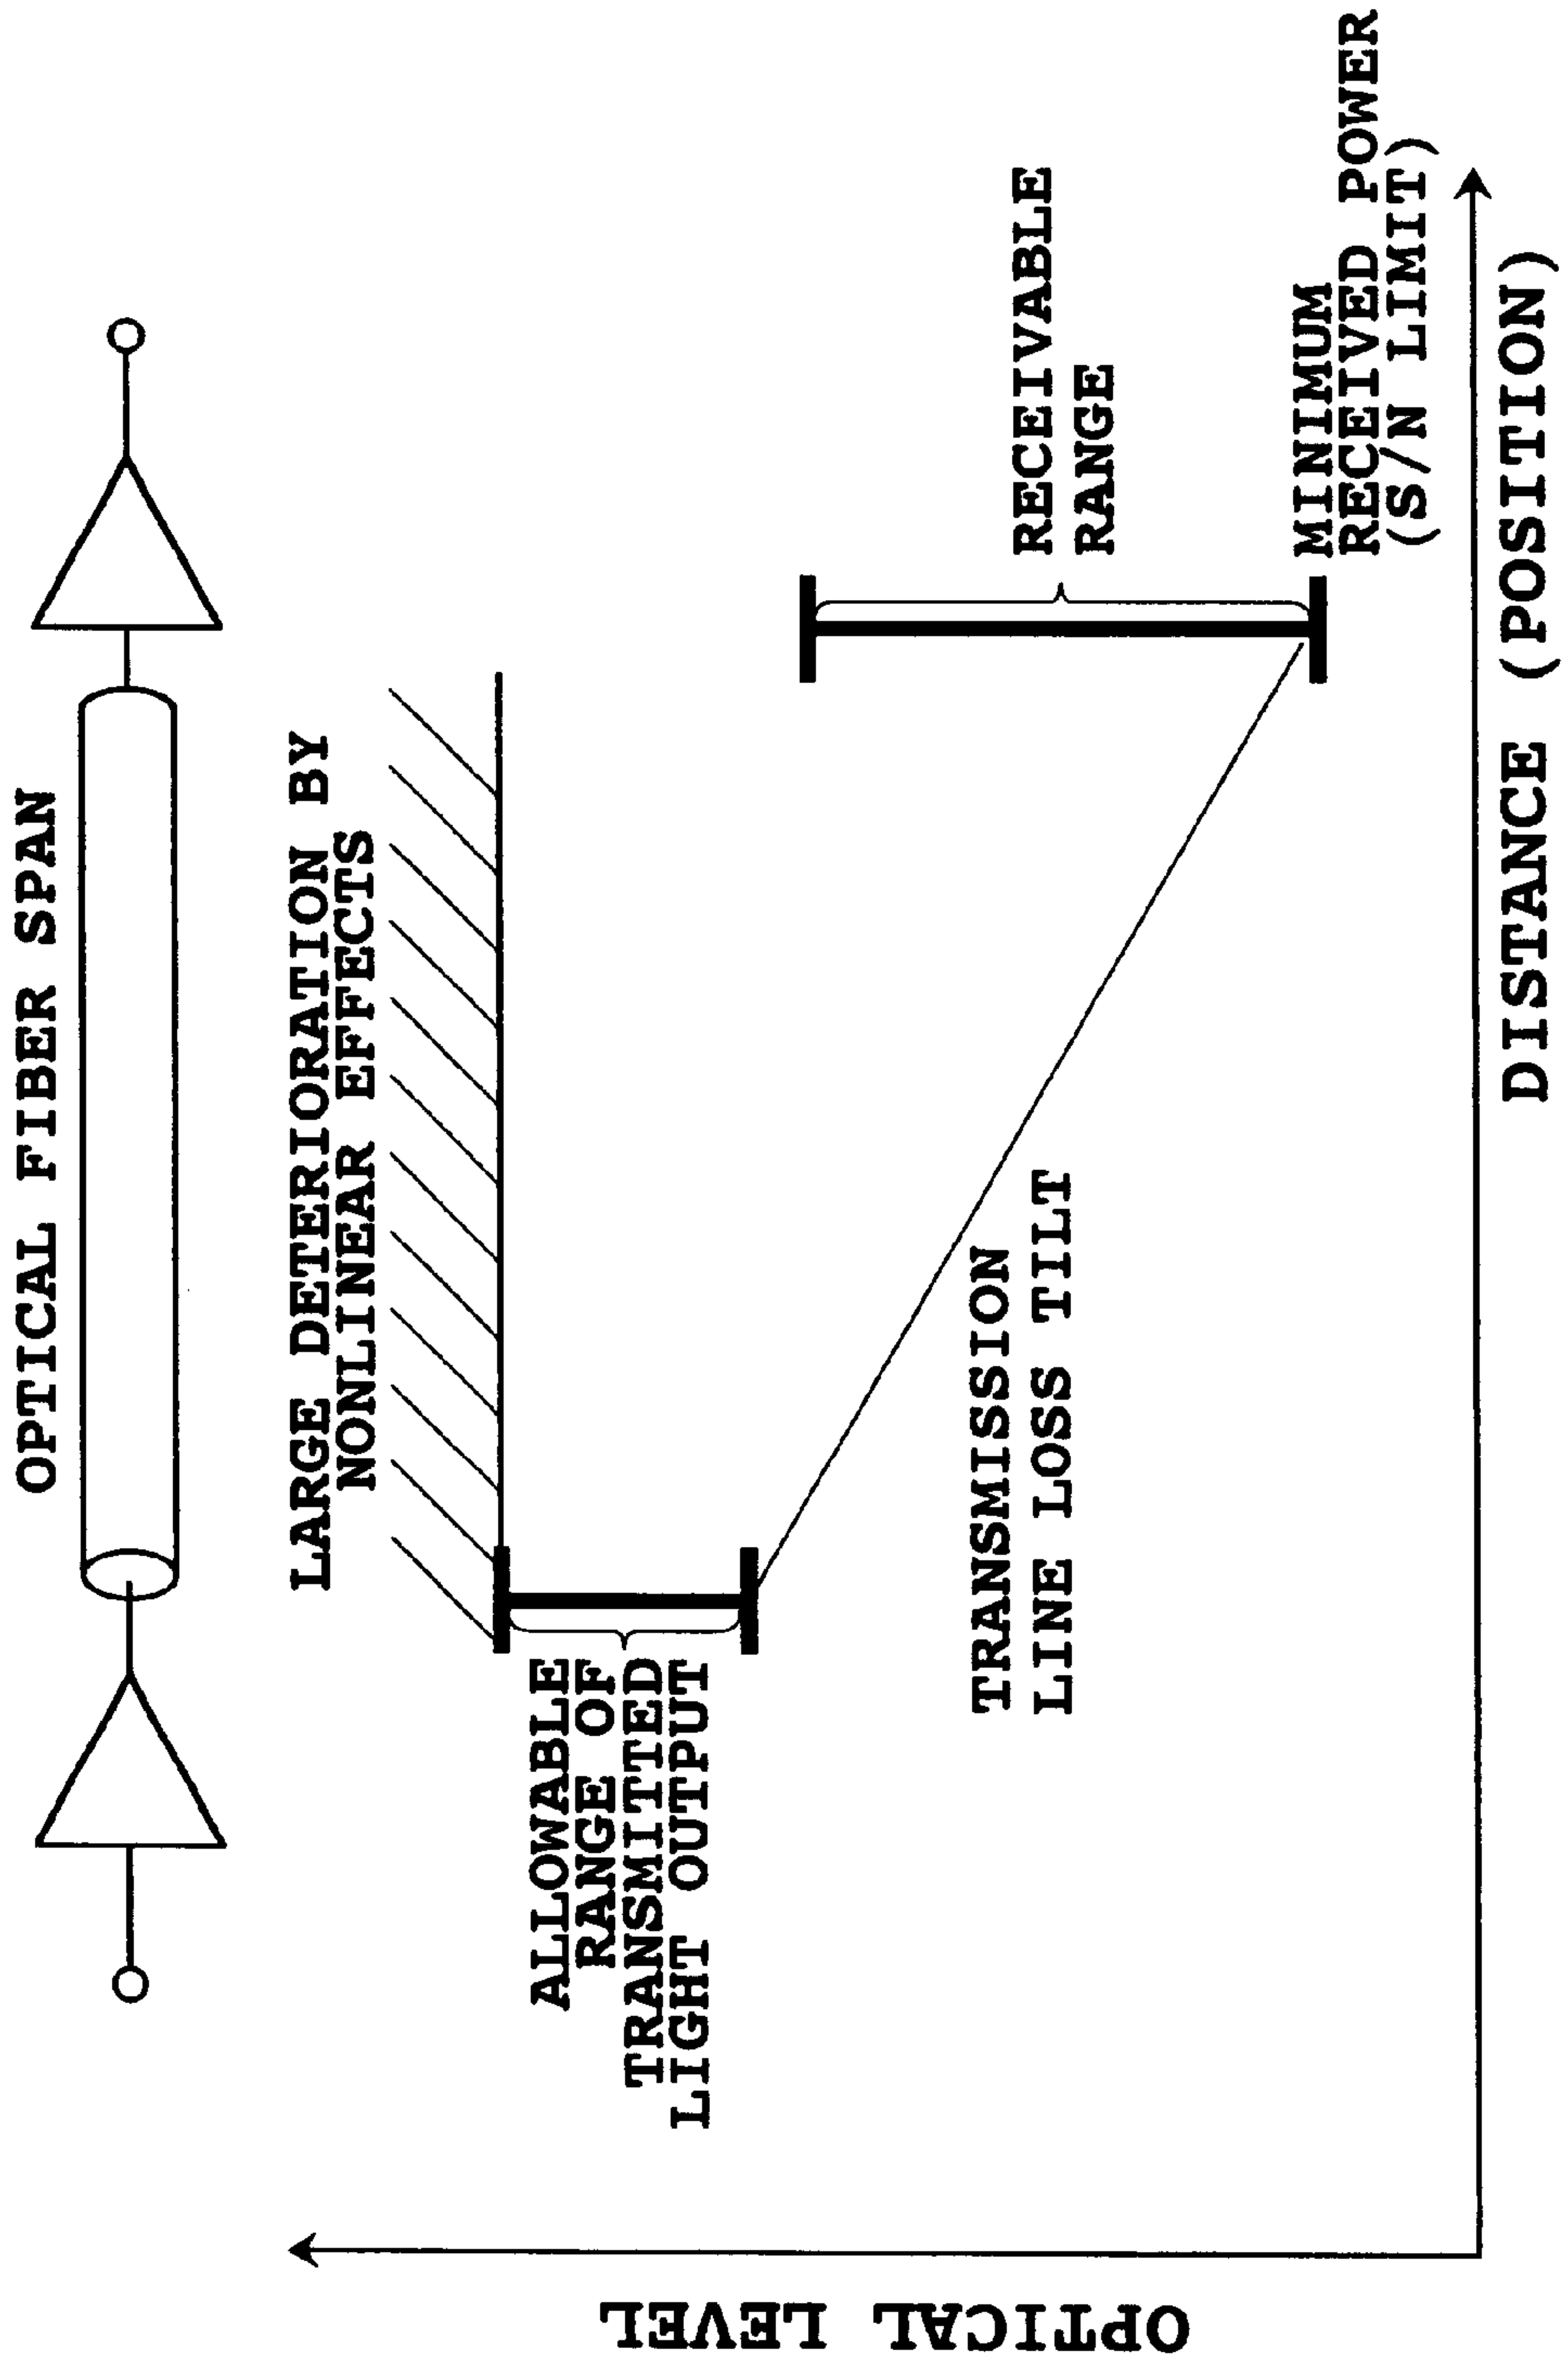 OPTICAL FIBER SPAN
LARGE DETERIORATION BY
NONLINEAR EFFECTS
ALLOWABLE
RANGE OF
TRANSMITTED
LIGHT OUTPUT
RECEIVABLE
RANGE
TRANSMISSION
LINE LOSS TILT
MINIMUM
RECEIVED POWER
(S/N LIMIT)
OPTICAL LEVEL
DISTANCE (POSITION)